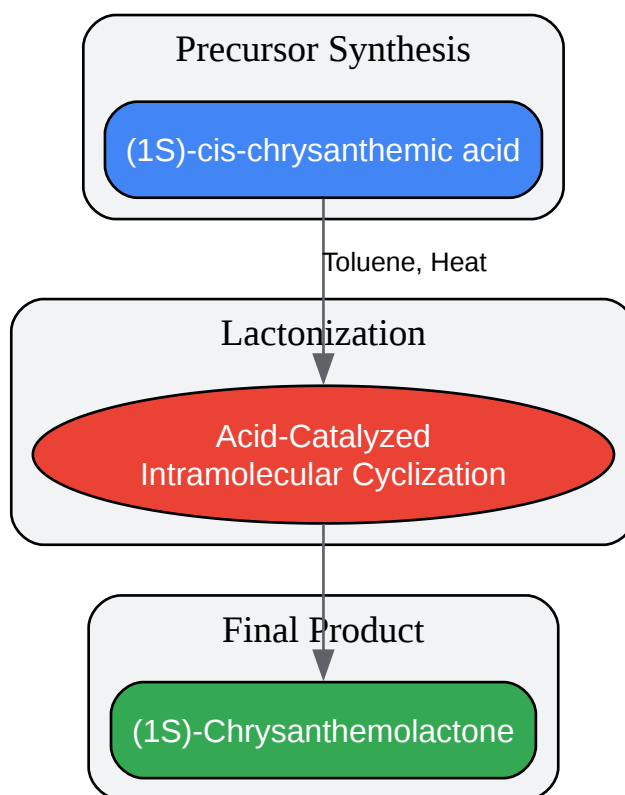 Precursor Synthesis
(1S)-cis-chrysanthemic acid
Toluene, Heat
Lactonization
Acid-Catalyzed
Intramolecular Cyclization
Final Product
(1S)-Chrysanthemolactone